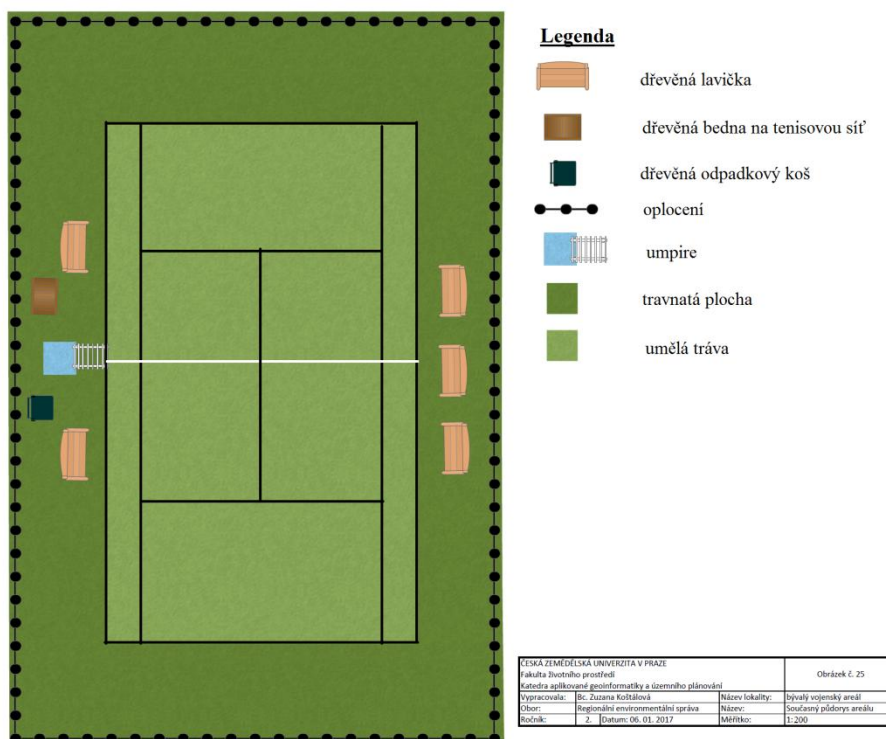 Legenda
dřevěná lavička
dřevěná bedna na tenisovou síť
dřevěná odpadkový koš
oplocení
umpire
travnatá plocha
umělá tráva
ČESKÁ ZEMĚDĚLSKÁ UNIVERZITA V PRAZE
Fakulta životního prostředí
Katedra aplikované geoinformatiky a územního plánování
Obrázek č. 25
Vypracovala: Bc. Zuzana Koštálová Název lokality: bývalý vojenský areál
Obor: Regionální environmentální správa Název: Současný půdorys areálu
Ročník: 2. Datum: 06. 01. 2017 Měřítko: 1:200